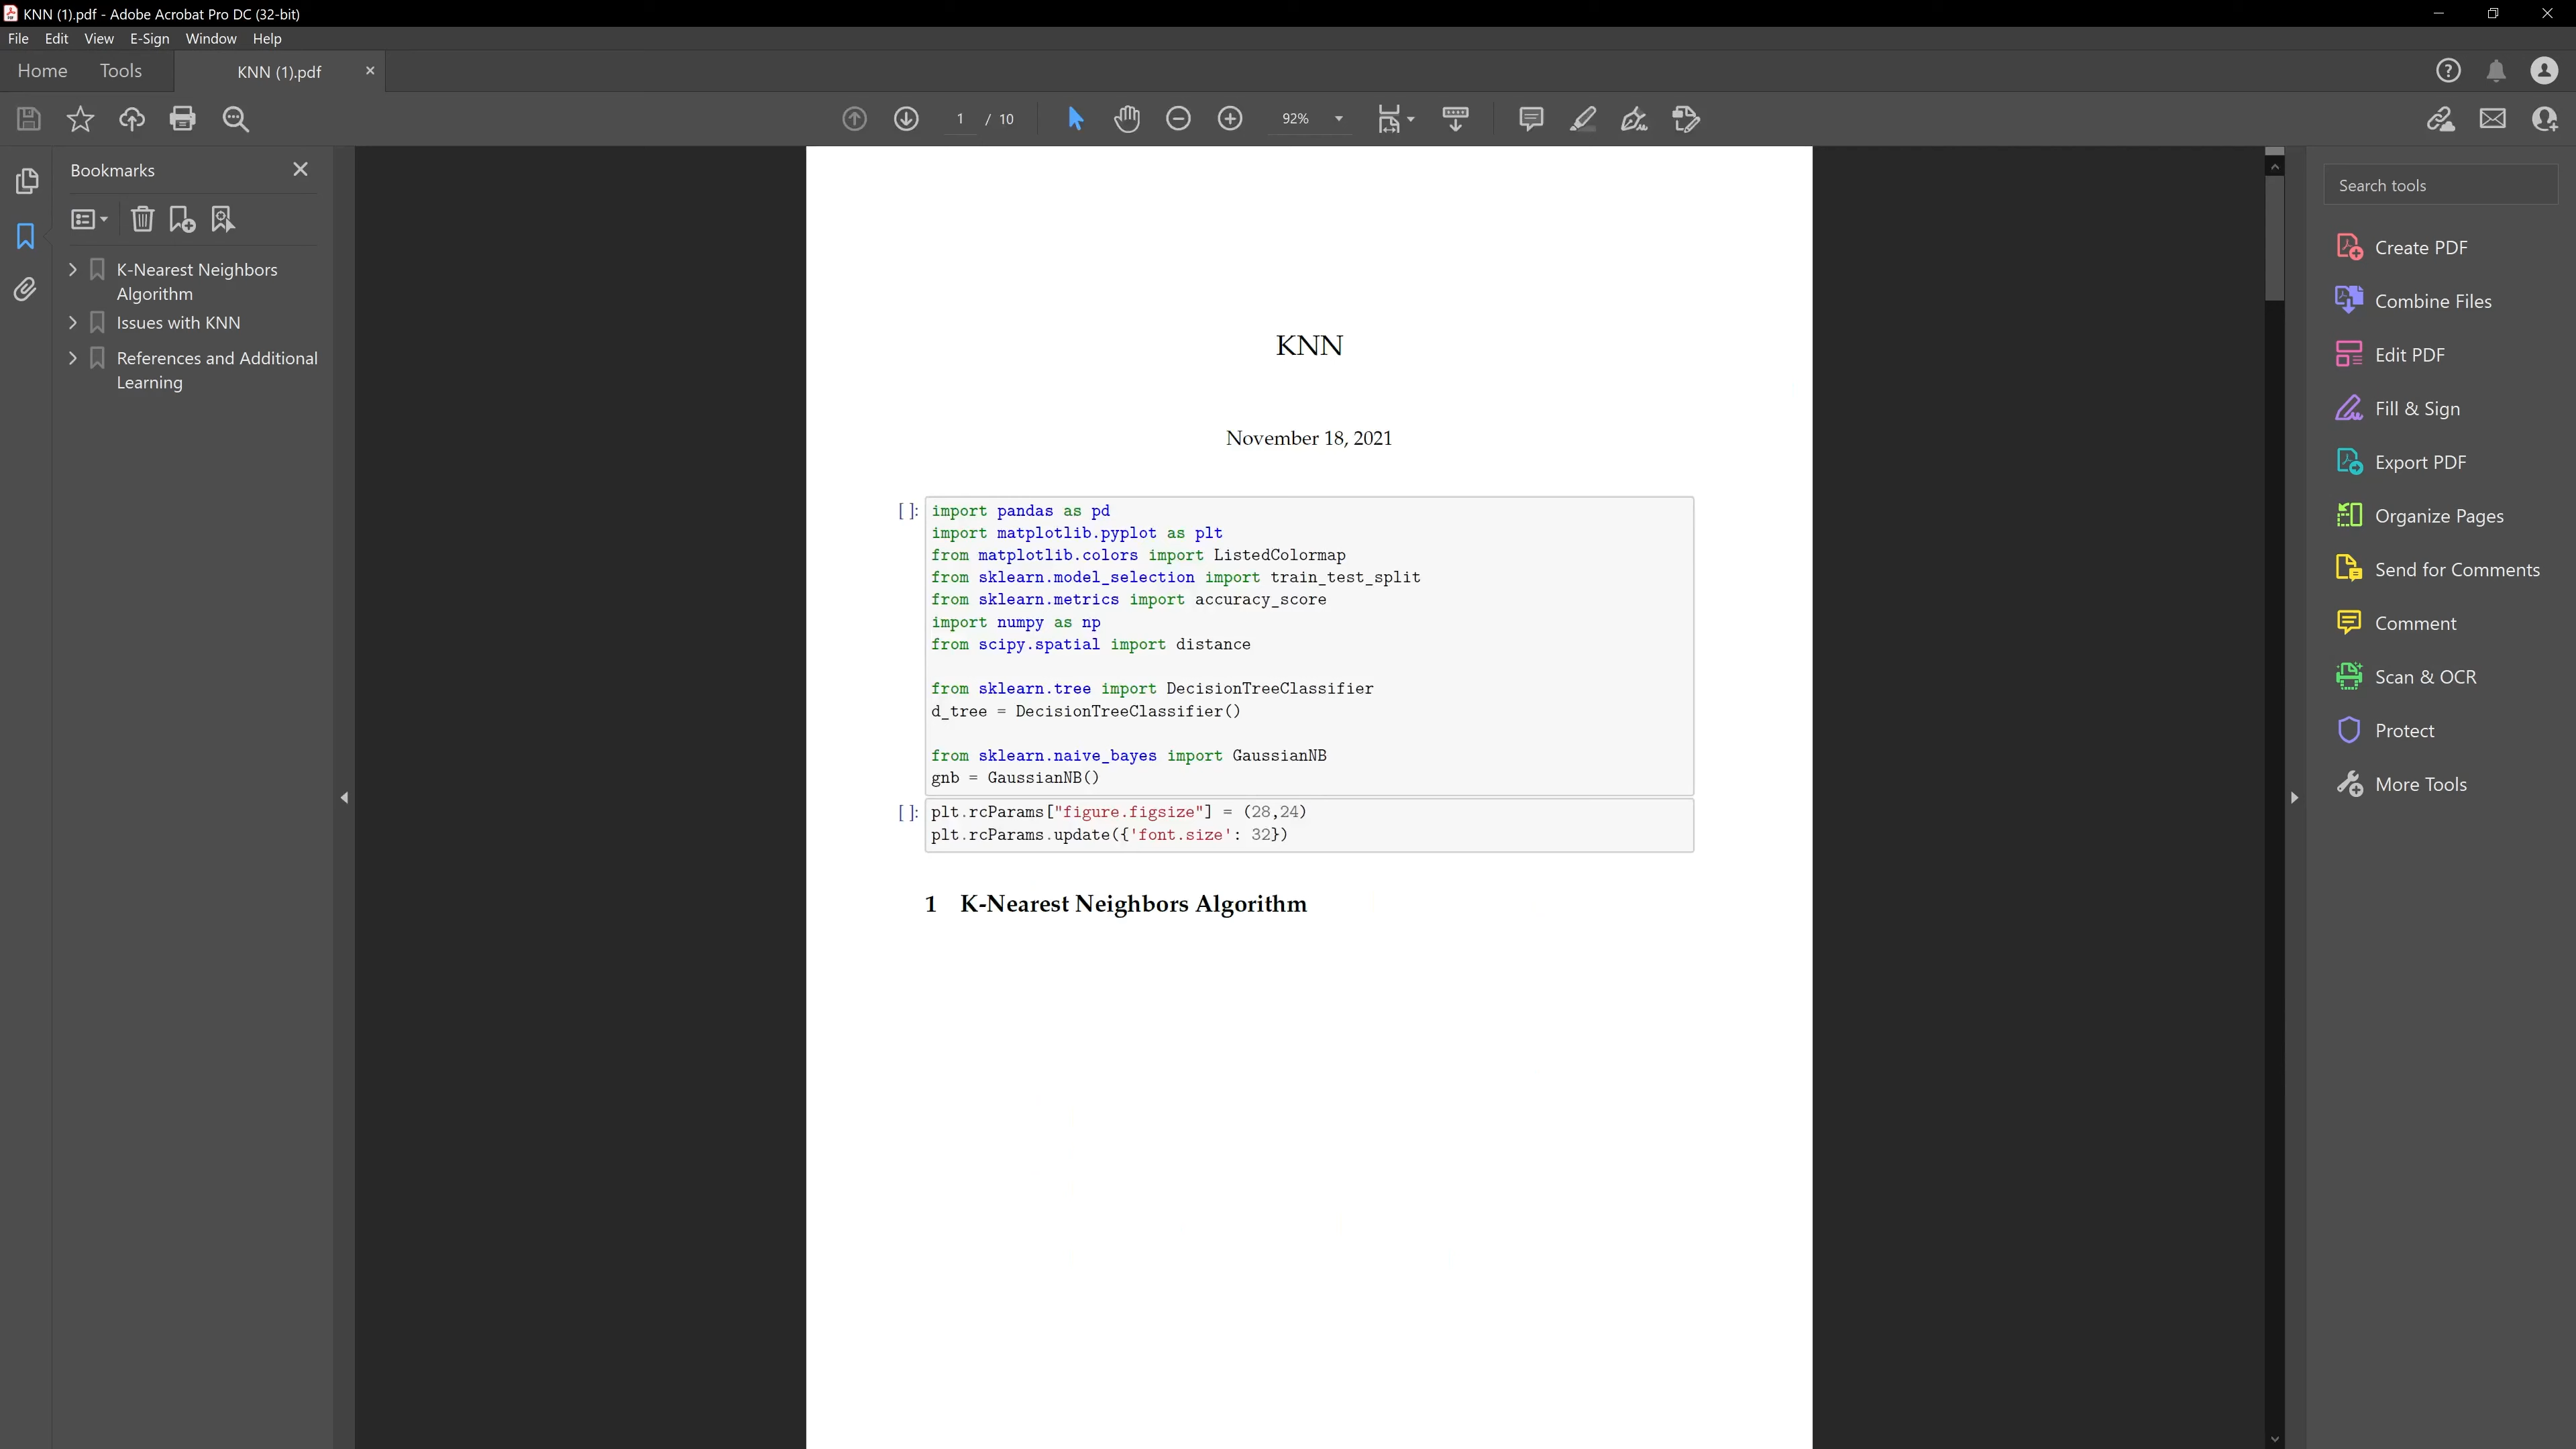 KNN (1).pdf - Adobe Acrobat Pro DC (32-bit)
File Edit View E-Sign Window Help
Home Tools KNN (1).pdf
1 / 10 92%
Bookmarks
K-Nearest Neighbors
Algorithm
Issues with KNN
References and Additional
Learning
KNN
November 18, 2021
[ ]: import pandas as pd
import matplotlib.pyplot as plt
from matplotlib.colors import ListedColormap
from sklearn.model_selection import train_test_split
from sklearn.metrics import accuracy_score
import numpy as np
from scipy.spatial import distance
from sklearn.tree import DecisionTreeClassifier
d_tree = DecisionTreeClassifier()
from sklearn.naive_bayes import GaussianNB
gnb = GaussianNB()
[ ]: plt.rcParams["figure.figsize"] = (28,24)
plt.rcParams.update({'font.size': 32})
1 K-Nearest Neighbors Algorithm
Search tools
Create PDF
Combine Files
Edit PDF
Fill & Sign
Export PDF
Organize Pages
Send for Comments
Comment
Scan & OCR
Protect
More Tools